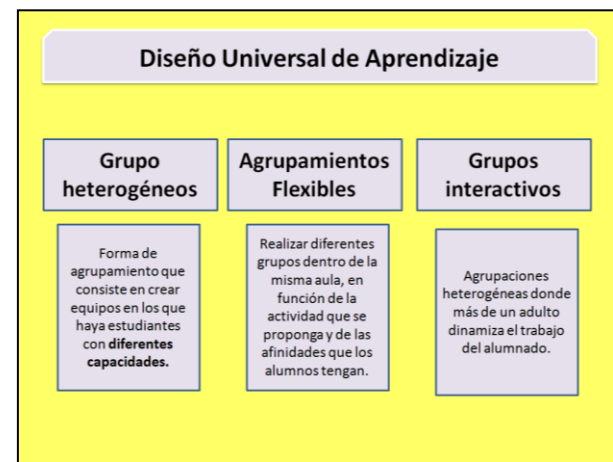 Diseño Universal de Aprendizaje
Grupo
heterogéneos
Forma de
agrupamiento que
consiste en crear
equipos en los que
haya estudiantes
con diferentes
capacidades.
Agrupamientos
Flexibles
Realizar diferentes
grupos dentro de la
misma aula, en
función de la
actividad que se
proponga y de las
afinidades que los
alumnos tengan.
Grupos
interactivos
Agrupaciones
heterogéneas donde
más de un adulto
dinamiza el trabajo
del alumnado.